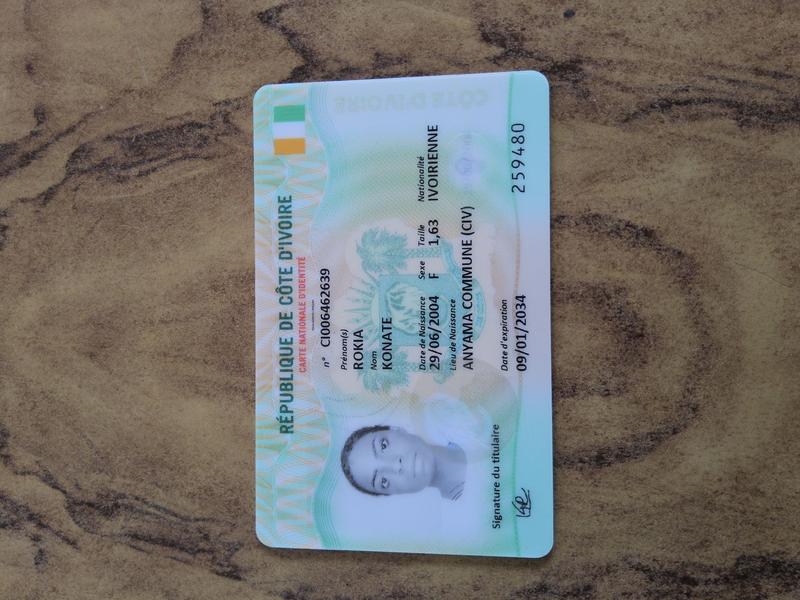 CÔTE D'IVOIRE
RÉPUBLIQUE DE CÔTE D'IVOIRE
CARTE NATIONALE D'IDENTITÉ
n° CI006462639
Prénom(s)
ROKIA
Nom
KONATE
Date de Naissance Sexe Taille Nationalité
29/06/2004 F 1,63 IVOIRIENNE
Lieu de Naissance
ANYAMA COMMUNE (CIV)
Signature du titulaire
Date d'expiration
09/01/2034
259480